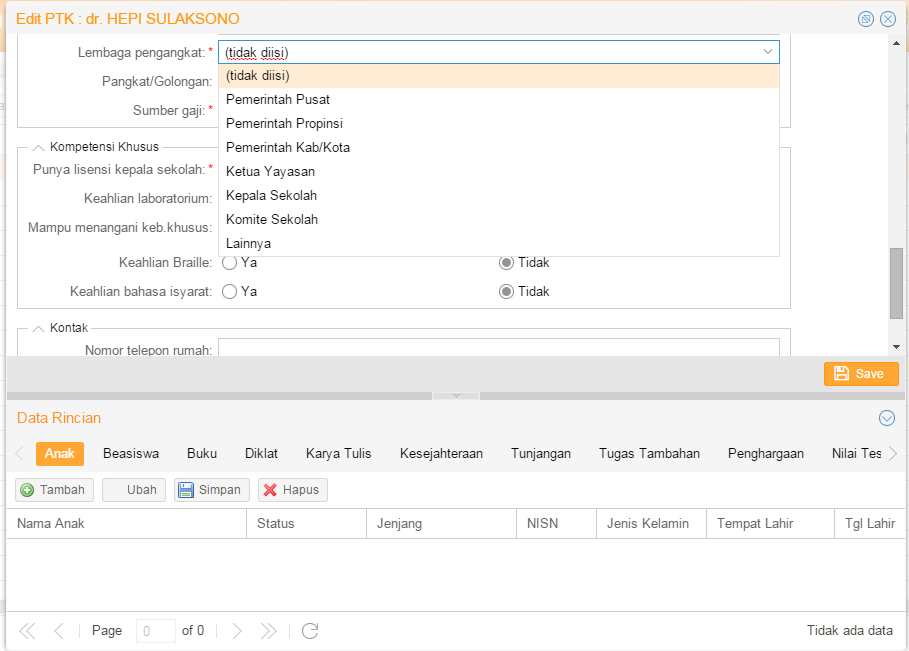 Edit PTK : dr. HEPI SULAKSONO
Lembaga pengangkat: * (tidak diisi)
Pangkat/Golongan:
Sumber gaji: *
(tidak diisi)
Pemerintah Pusat
Pemerintah Propinsi
Pemerintah Kab/Kota
Ketua Yayasan
Kepala Sekolah
Komite Sekolah
Lainnya
Kompetensi Khusus
Punya lisensi kepala sekolah: *
Keahlian laboratorium:
Mampu menangani keb.khusus:
Keahlian Braille: Ya Tidak
Keahlian bahasa isyarat: Ya Tidak
Kontak
Nomor telepon rumah:
Save
Data Rincian
Anak Beasiswa Buku Diklat Karya Tulis Kesejahteraan Tunjangan Tugas Tambahan Penghargaan Nilai Tes
Tambah Ubah Simpan Hapus
Nama Anak Status Jenjang NISN Jenis Kelamin Tempat Lahir Tgl Lahir
Page 0 of 0 Tidak ada data